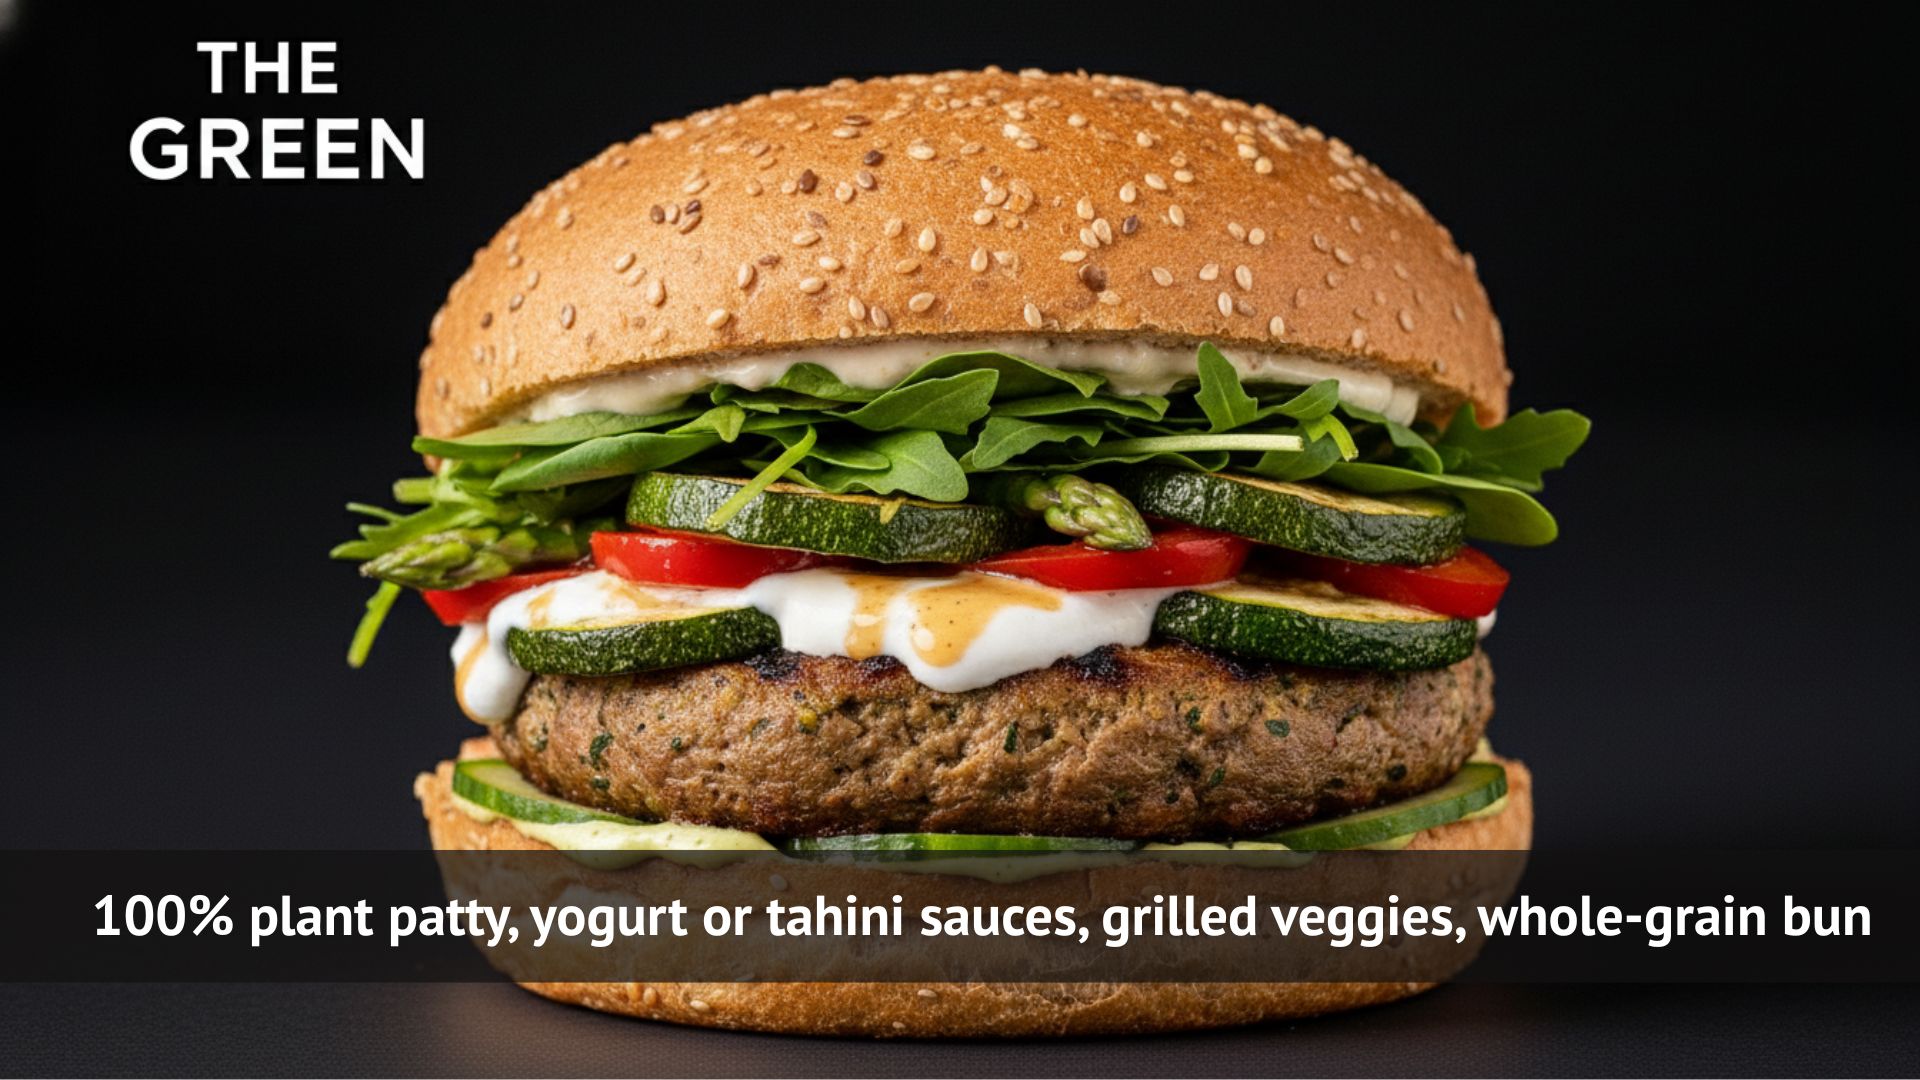 THE
GREEN
100% plant patty, yogurt or tahini sauces, grilled veggies, whole-grain bun